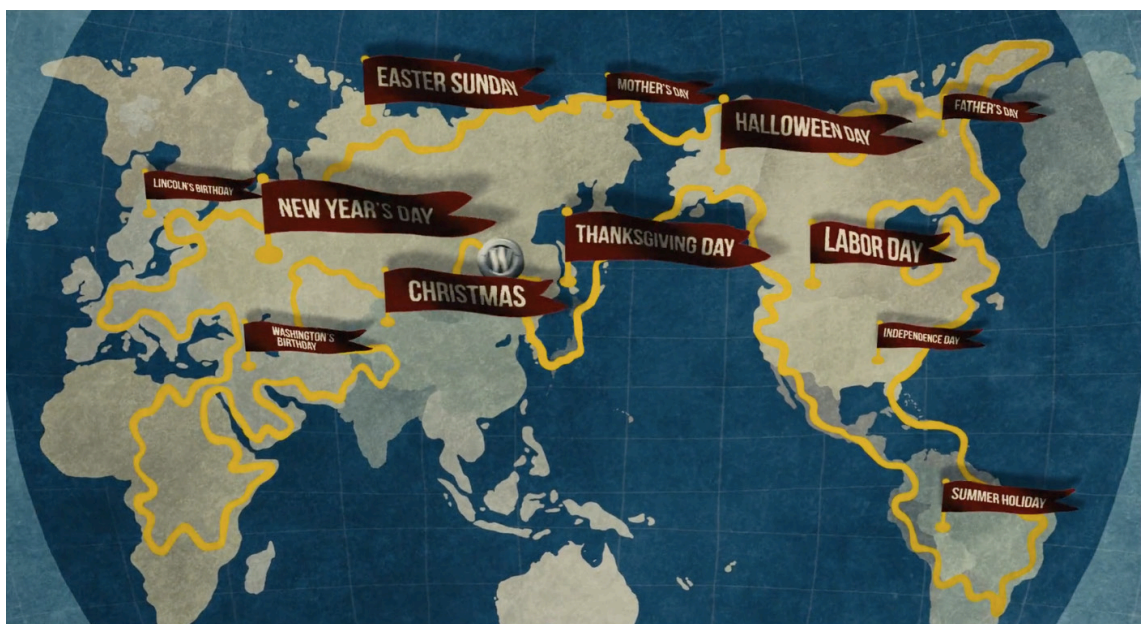 EASTER SUNDAY
MOTHER'S DAY
HALLOWEEN DAY
FATHER'S DAY
LINCOLN'S BIRTHDAY
NEW YEAR'S DAY
THANKSGIVING DAY
LABOR DAY
W
CHRISTMAS
WASHINGTON'S
BIRTHDAY
INDEPENDENCE DAY
SUMMER HOLIDAY